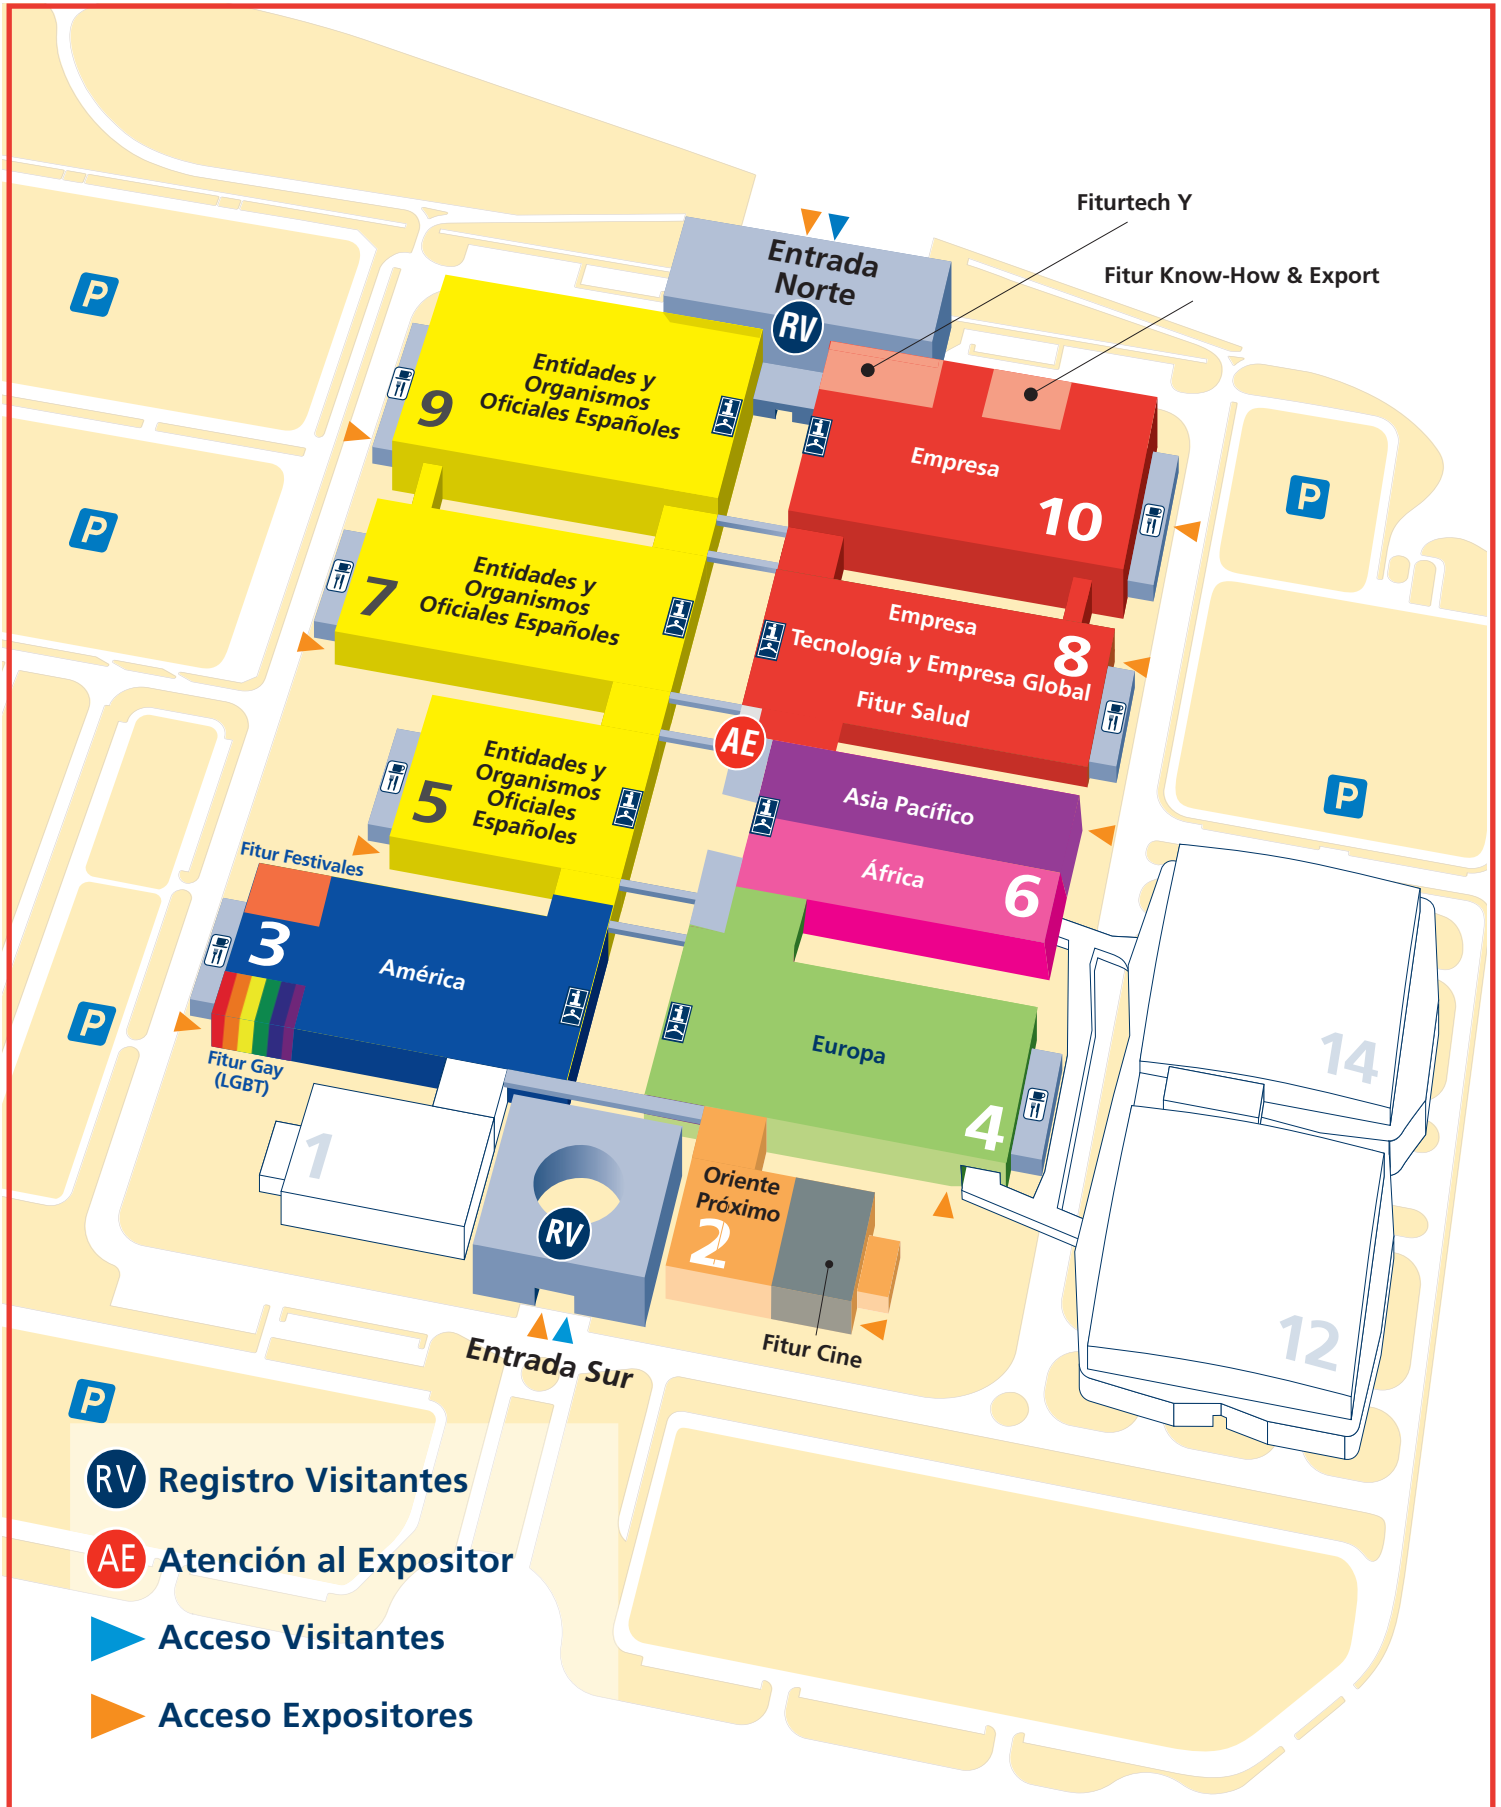 Fiturtech Y
Fitur Know-How & Export
Entrada
Norte
RV
P
Entidades y
Organismos
Oficiales Españoles
9
i
i
Empresa
10
P
P
Entidades y
Organismos
Oficiales Españoles
7
i
i
Empresa
Tecnología y Empresa Global
Fitur Salud
8
AE
P
Entidades y
Organismos
Oficiales
Españoles
5
i
i
Asia Pacífico
África
6
Fitur Festivales
3
América
i
i
Europa
4
P
Fitur Gay
(LGBT)
14
1
RV
Oriente
Próximo
2
12
Entrada Sur
Fitur Cine
P
RV Registro Visitantes
AE Atención al Expositor
Acceso Visitantes
Acceso Expositores